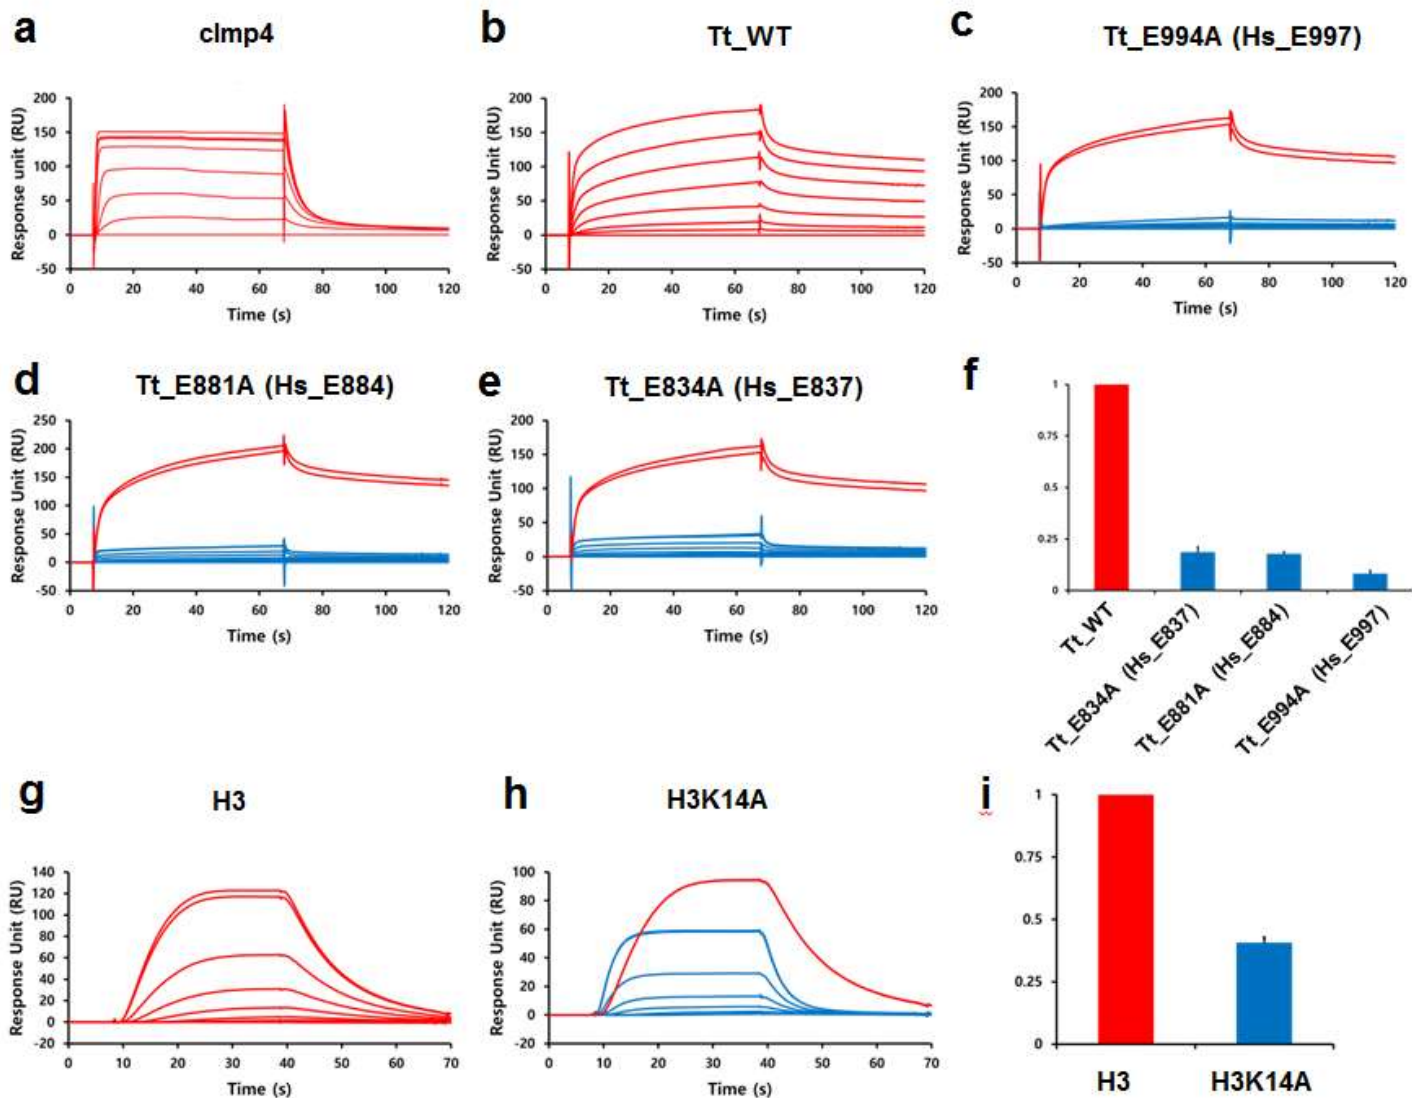 a
clmp4
Response unit (RU)
200
150
100
50
0
-50
0 20 40 60 80 100 120
Time (s)
b
Tt_WT
Response Unit (RU)
200
150
100
50
0
-50
0 20 40 60 80 100 120
Time (s)
c
Tt_E994A (Hs_E997)
Response Unit (RU)
200
150
100
50
0
-50
0 20 40 60 80 100 120
Time (s)
d
Tt_E881A (Hs_E884)
Response Unit (RU)
250
200
150
100
50
0
-50
0 20 40 60 80 100 120
Time (s)
e
Tt_E834A (Hs_E837)
Response Unit (RU)
250
200
150
100
50
0
-50
0 20 40 60 80 100 120
Time (s)
f
1
0.75
0.5
0.25
0
Tt_WT
Tt_E834A (Hs_E837)
Tt_E881A (Hs_E884)
Tt_E994A (Hs_E997)
g
H3
Response Unit (RU)
140
120
100
80
60
40
20
0
-20
0 10 20 30 40 50 60 70
Time (s)
h
H3K14A
Response Unit (RU)
100
80
60
40
20
0
-20
0 10 20 30 40 50 60 70
Time (s)
i
1
0.75
0.5
0.25
0
H3 H3K14A